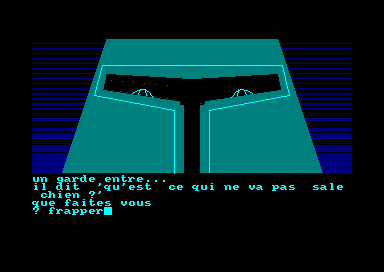 un garde entre...
il dit 'qu'est ce qui ne va pas sale
chien ?'
que faites vous
? frapper